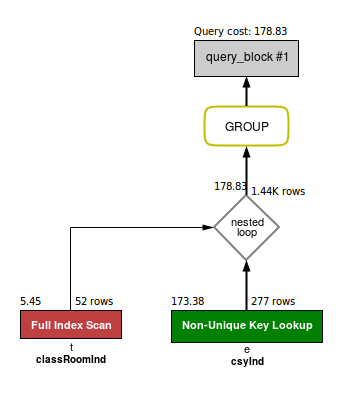 Query cost: 178.83
query_block #1
GROUP
178.83
1.44K rows
nested
loop
5.45
52 rows
173.38
277 rows
Full Index Scan
Non-Unique Key Lookup
t
classRoomInd
e
csyInd